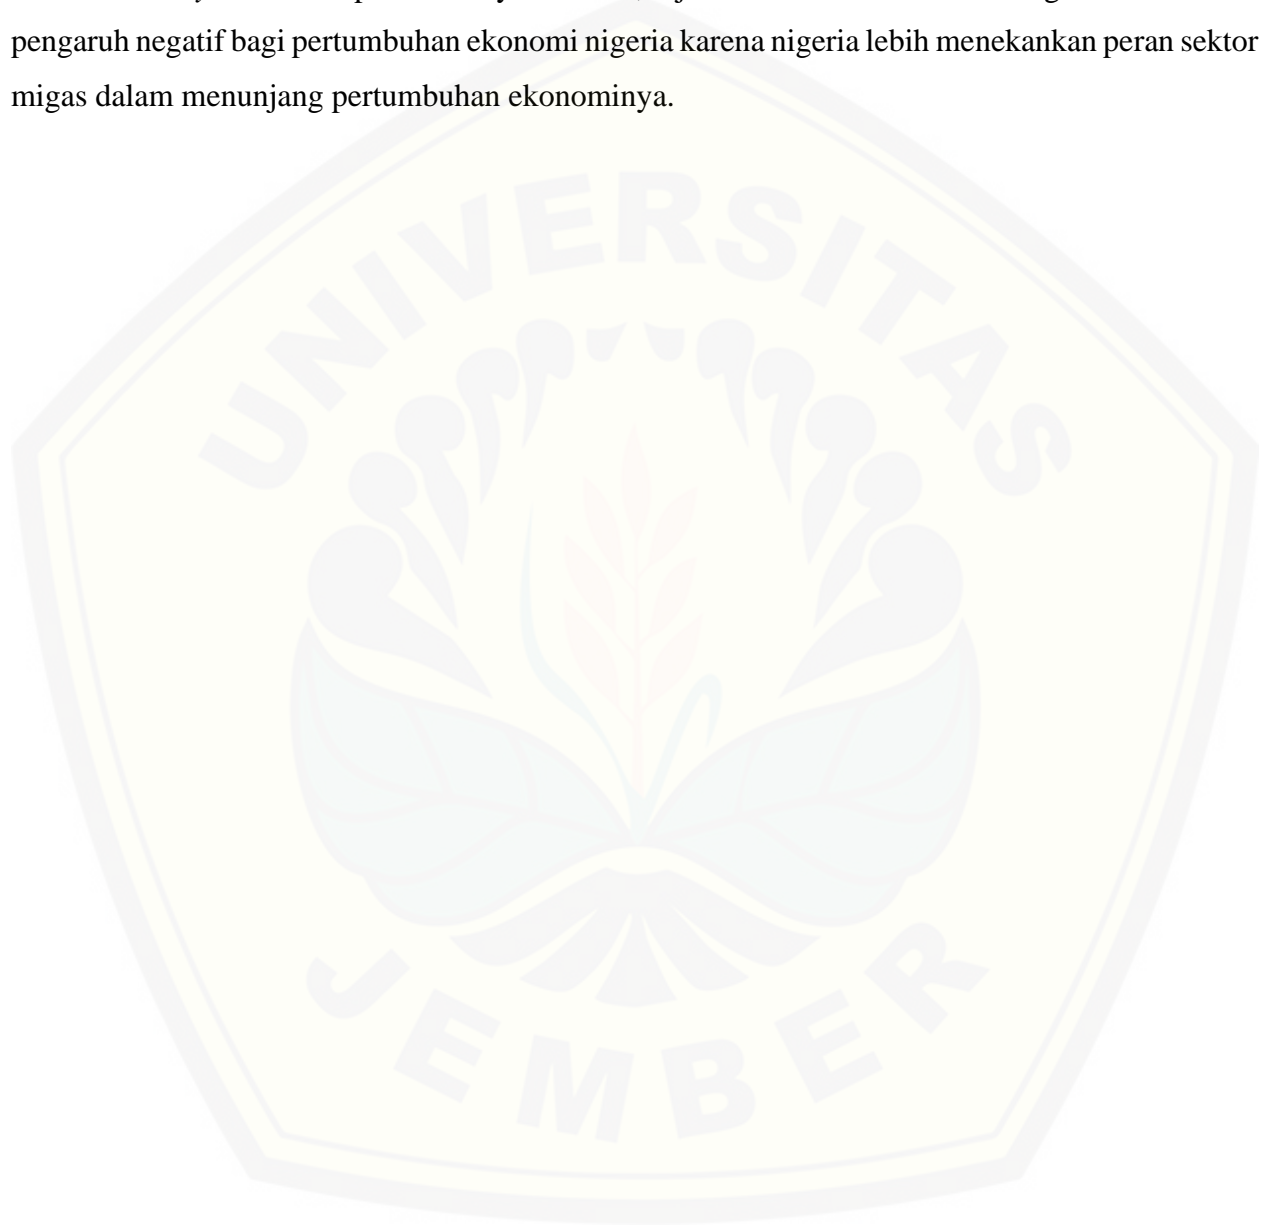 pengaruh negatif bagi pertumbuhan ekonomi nigeria karena nigeria lebih menekankan peran sektor
migas dalam menunjang pertumbuhan ekonominya.
UNIVERSITAS
JEMBER